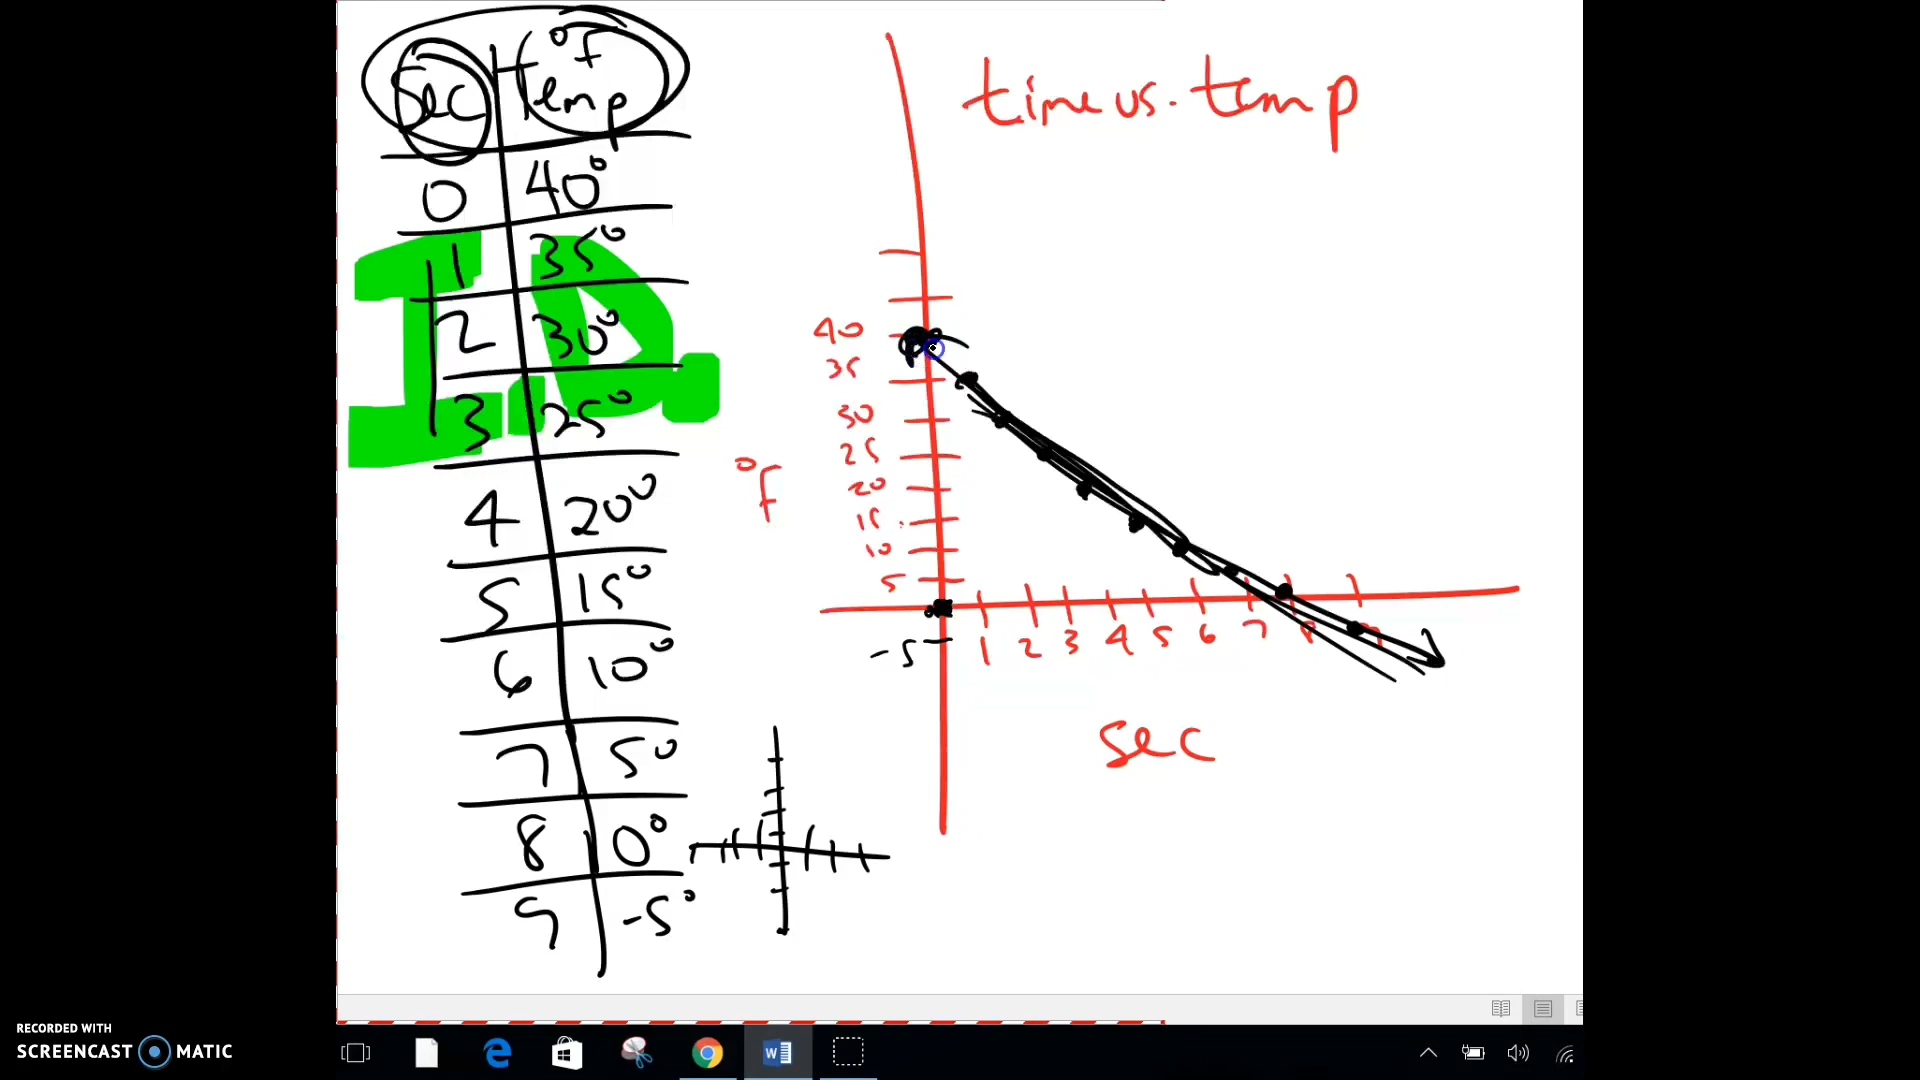 Sec °F Temp
0 40°
1 35°
2 30°
3 25°
4 20°
5 15°
6 10°
7 5°
8 0°
9 -5°
I.D.
time vs. temp
40
35
30
25
20
15
10
5
-5
°F
1 2 3 4 5 6 7 8 9
sec
RECORDED WITH
SCREENCAST MATIC